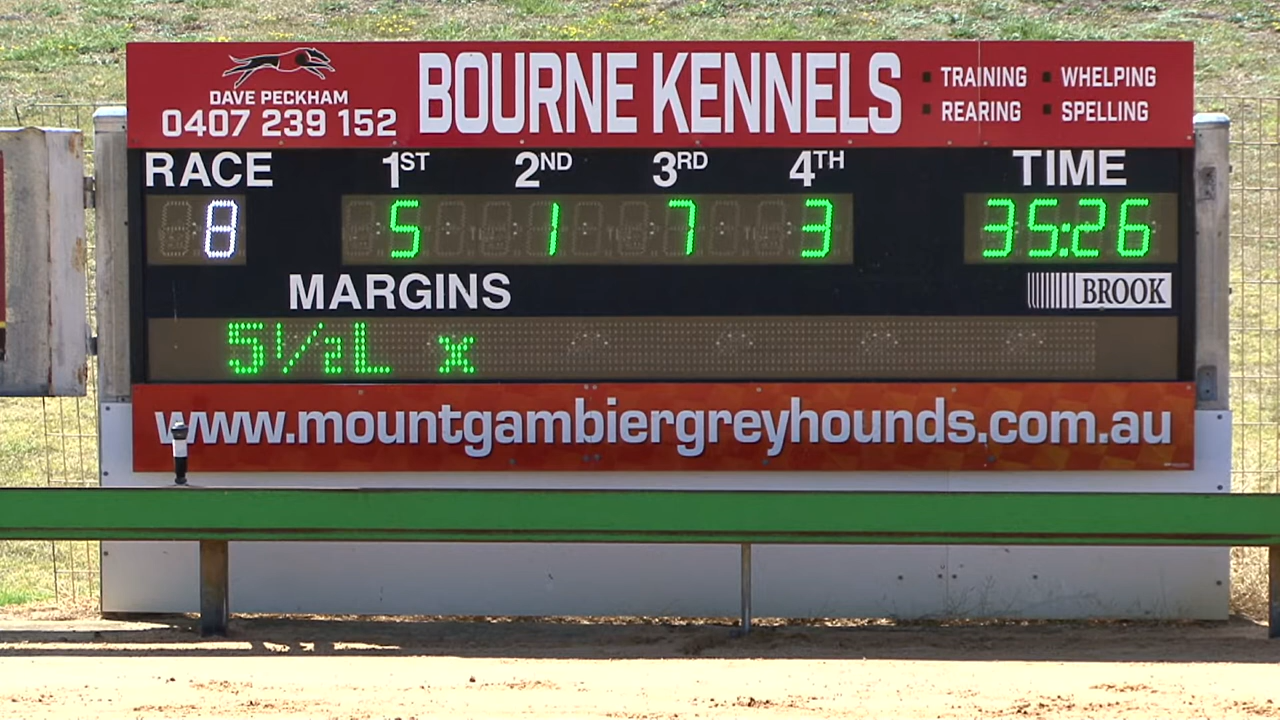 DAVE PECKHAM
0407 239 152
BOURNE KENNELS
TRAINING
WHELPING
REARING
SPELLING
RACE 1ST 2ND 3RD 4TH TIME
8 5 1 7 3 35:26
MARGINS
BROOK
5½L x
www.mountgambiergreyhounds.com.au